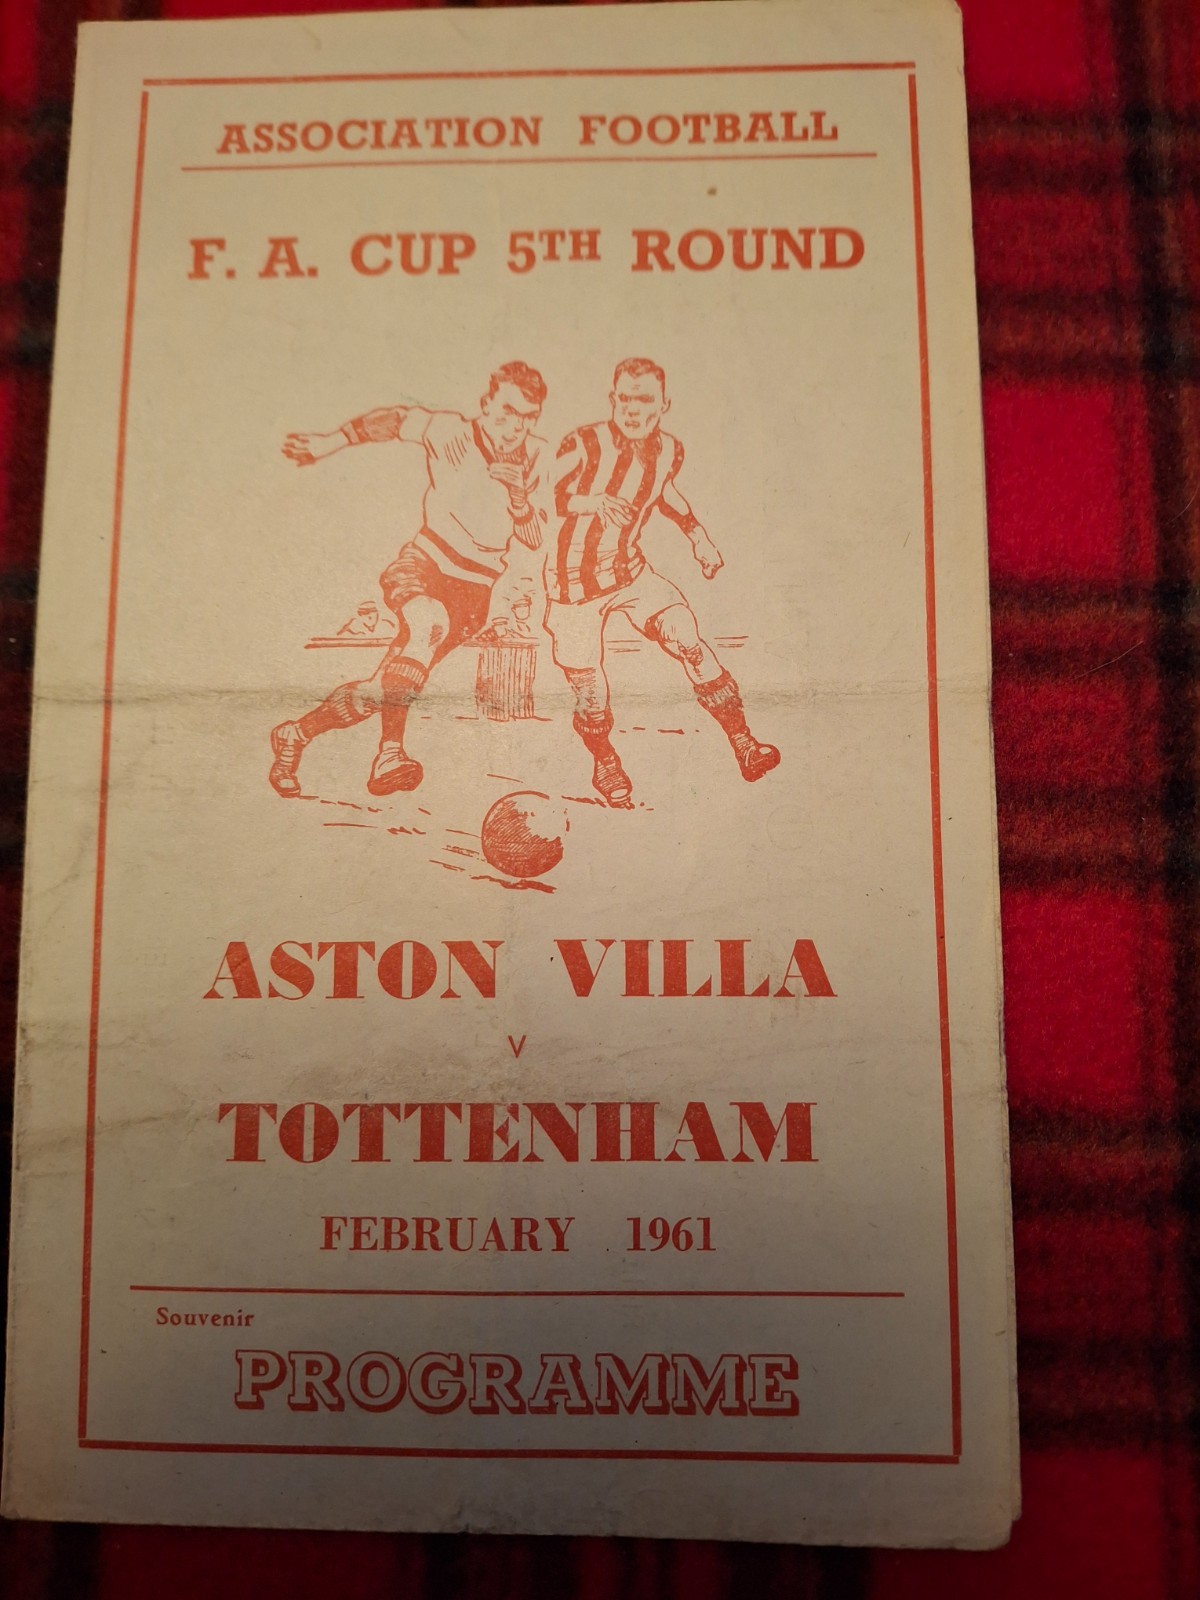 ASSOCIATION FOOTBALL
F. A. CUP 5TH ROUND
ASTON VILLA
v
TOTTENHAM
FEBRUARY 1961
Souvenir
PROGRAMME